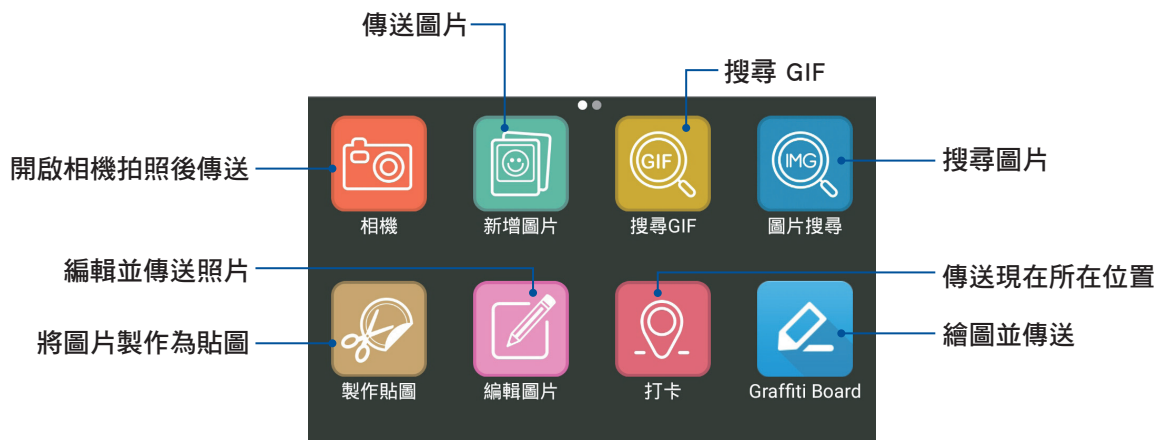 傳送圖片
搜尋 GIF
開啟相機拍照後傳送
搜尋圖片
GIF
IMG
相機
新增圖片
搜尋GIF
圖片搜尋
編輯並傳送照片
傳送現在所在位置
將圖片製作為貼圖
繪圖並傳送
製作貼圖
編輯圖片
打卡
Graffiti Board